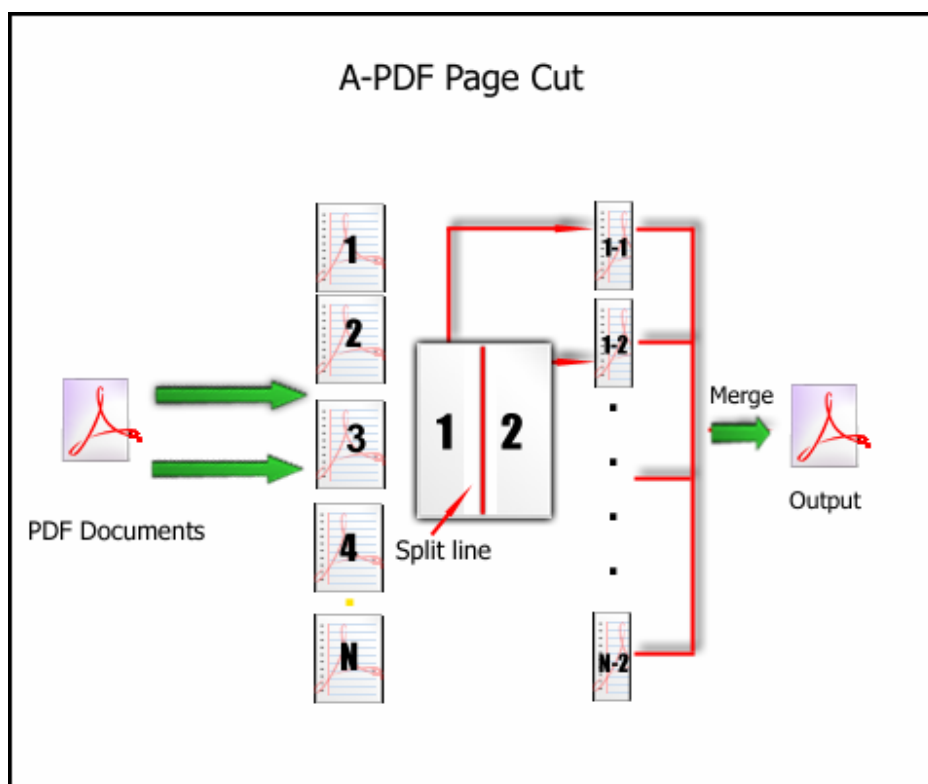 A-PDF Page Cut
1
2
3
4
N
PDF Documents
1 2
Split line
1-1
1-2
N-2
Merge
Output